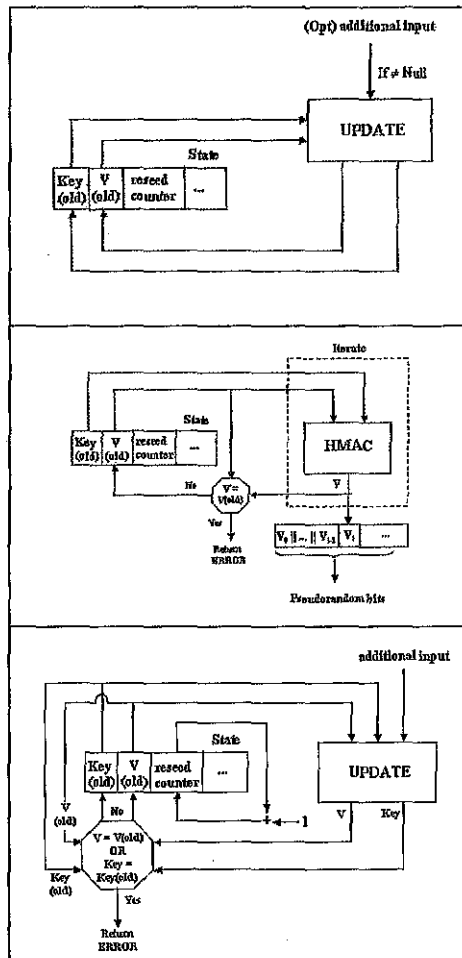 (Opt) additional input
If ≠ Null
UPDATE
State
Key (old)
V (old)
reseed counter
...
Iterate
State
Key (old)
V (old)
reseed counter
...
HMAC
V
No
V = V(old)
Yes
Return ERROR
V₀ || ... || Vᵢ₋₁
Vᵢ
...
Pseudorandom bits
additional input
State
Key (old)
V (old)
reseed counter
...
UPDATE
V (old)
No
+
1
V
Key
V = V(old)
OR
Key =
Key(old)
Key (old)
Yes
Return
ERROR